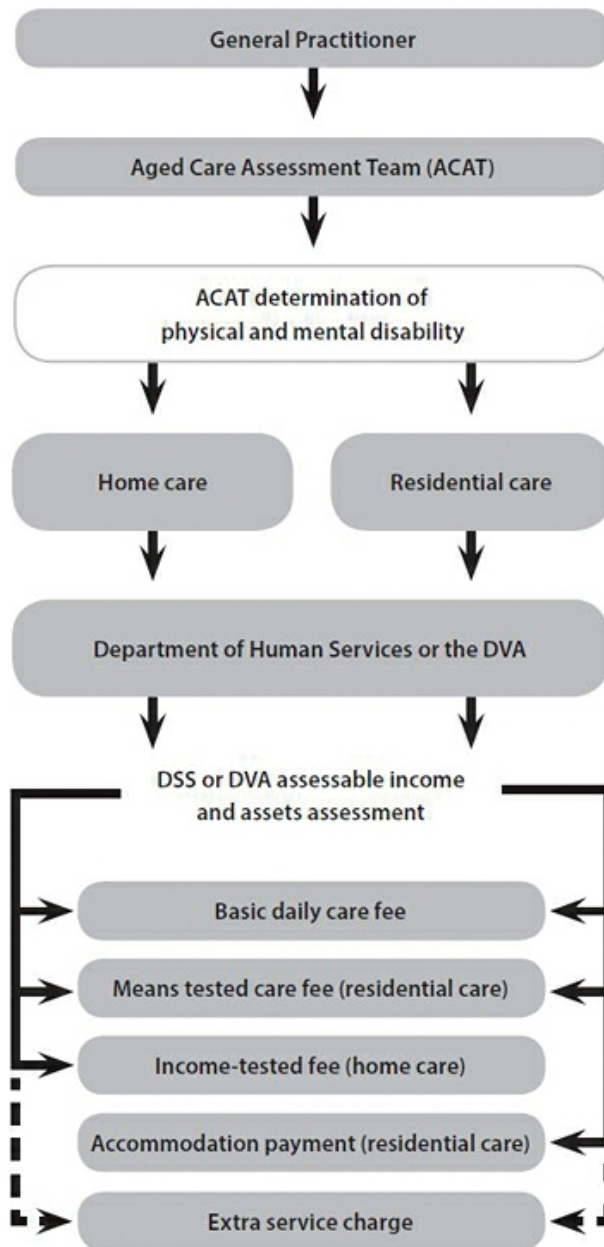 General Practitioner
Aged Care Assessment Team (ACAT)
ACAT determination of
physical and mental disability
Home care
Residential care
Department of Human Services or the DVA
DSS or DVA assessable income
and assets assessment
Basic daily care fee
Means tested care fee (residential care)
Income-tested fee (home care)
Accommodation payment (residential care)
Extra service charge